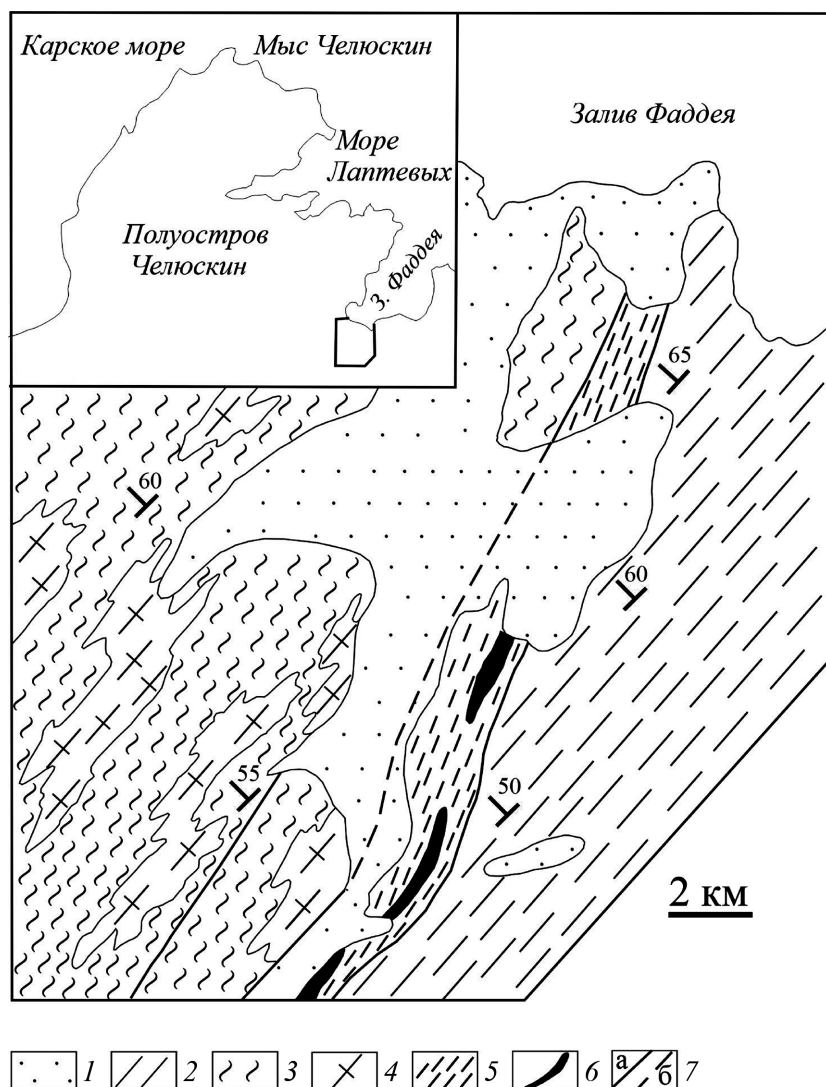 Карское море
Мыс Челюскин
Залив Фаддея
Море
Лаптевых
Полуостров
Челюскин
З. Фаддея
65
60
60
55
50
2 км
1 2 3 4 5 6 а б 7